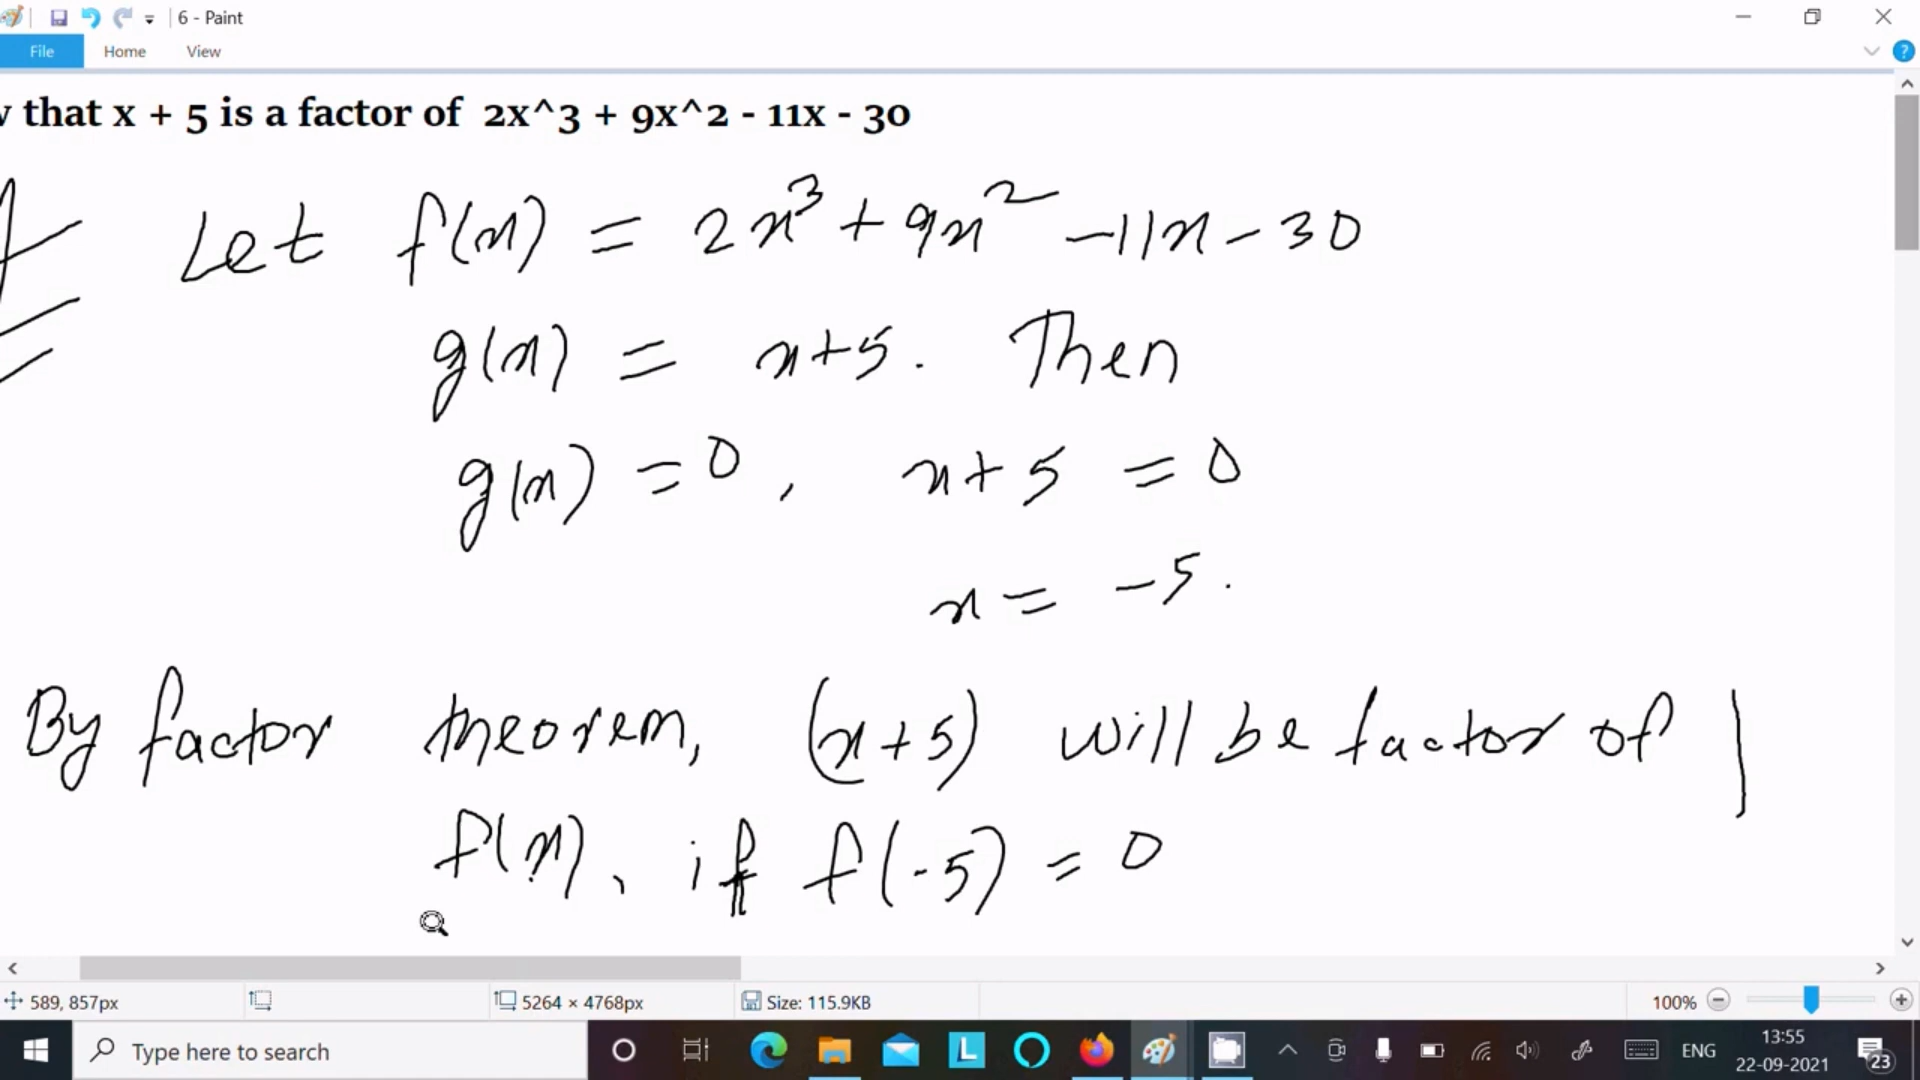 6 - Paint
File Home View
that x + 5 is a factor of 2x^3 + 9x^2 - 11x - 30
Let f(x) = 2x³ + 9x² - 11x - 30
g(x) = x+5. Then
g(x) = 0, x+5 = 0
x = -5.
By factor theorem, (x+5) will be factor of
f(x), if f(-5) = 0
589, 857px 5264 × 4768px Size: 115.9KB 100%
Type here to search L ENG 13:55
22-09-2021 23